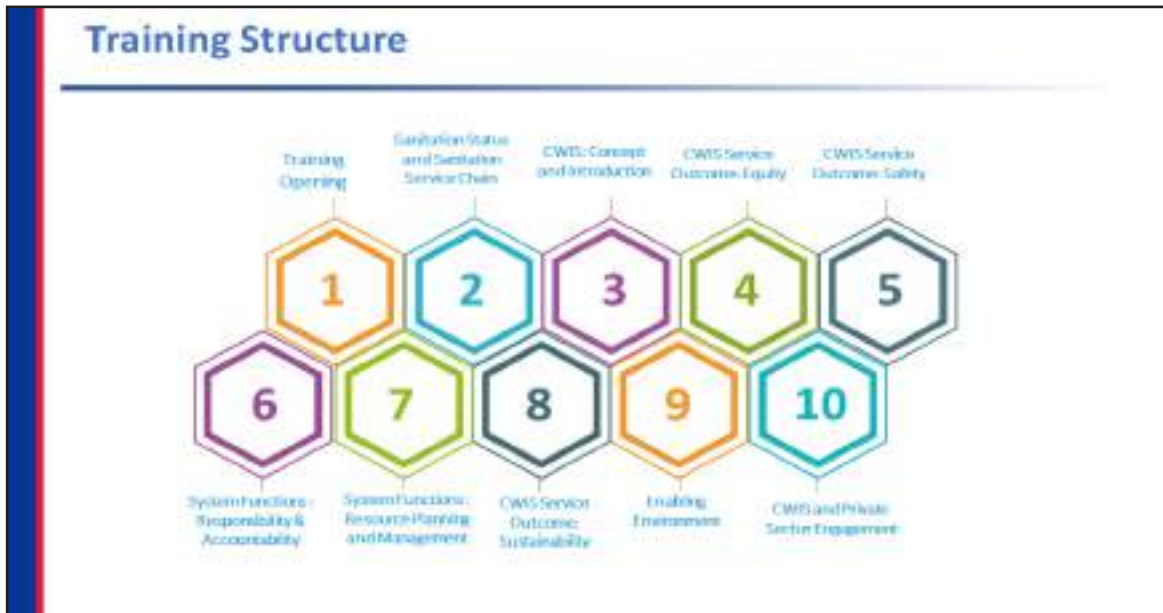 Training Structure
Training
Opening
Sanitation Status
and Sanitation
Service Chain
CWIS: Concept
and Introduction
CWIS Service
Outcome: Equity
CWIS Service
Outcome: Safety
1
2
3
4
5
6
7
8
9
10
System Functions -
Responsibility &
Accountability
System Functions:
Resource Planning
and Management
CWIS Service
Outcome:
Sustainability
Enabling
Environment
CWIS and Private
Sector Engagement